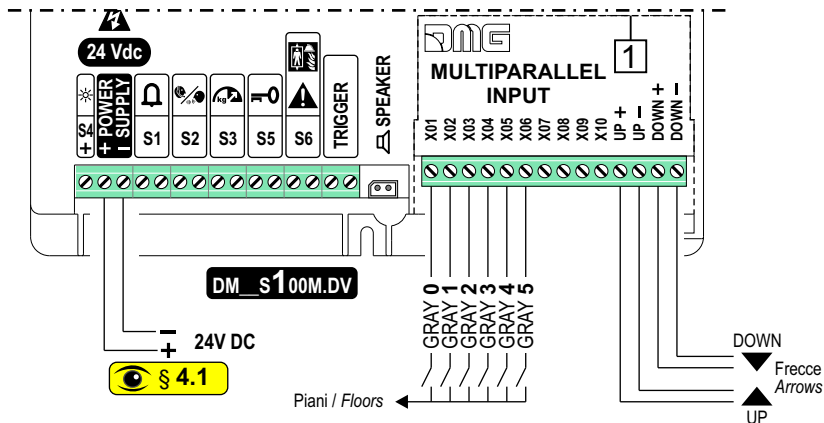 24 Vdc
S4
+
+ POWER
− SUPPLY
S1
S2
kg
S3
S5
S6
TRIGGER
SPEAKER
DMG
1
MULTIPARALLEL
INPUT
X01
X02
X03
X04
X05
X06
X07
X08
X09
X10
UP +
UP −
DOWN +
DOWN −
DM__S100M.DV
GRAY 0
GRAY 1
GRAY 2
GRAY 3
GRAY 4
GRAY 5
−
+
24V DC
§ 4.1
Piani / Floors
DOWN
Frecce
Arrows
UP